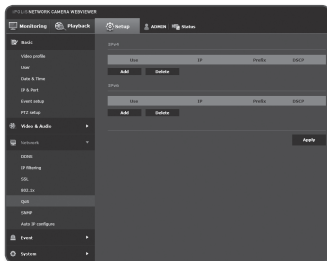 iPOLiS NETWORK CAMERA WEBVIEWER
Monitoring Playback Setup ADMIN Status
Basic
Video profile
User
Date & Time
IP & Port
Event setup
PTZ setup
Video & Audio
Network
DDNS
IP filtering
SSL
802.1x
QoS
SNMP
Auto IP configure
Event
System
IPv4
Use IP Prefix DSCP
Add Delete
IPv6
Use IP Prefix DSCP
Add Delete
Apply